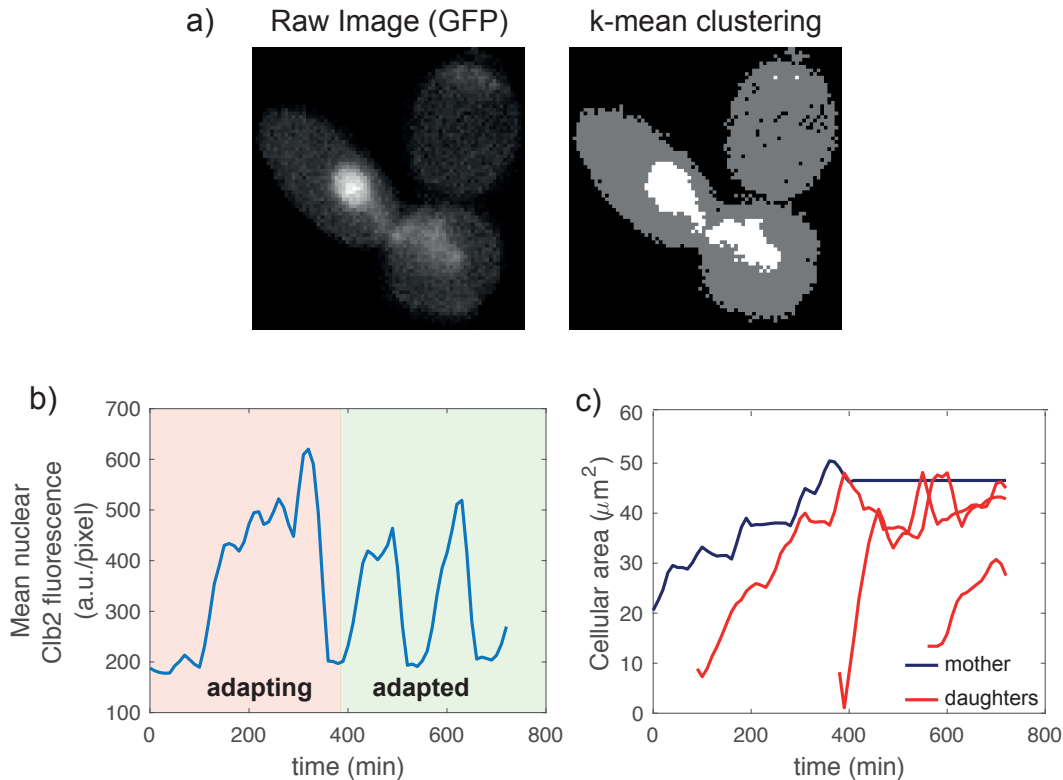 a)
Raw Image (GFP)
k-mean clustering
b)
Mean nuclear
Clb2 fluorescence
(a.u./pixel)
700
600
500
400
300
200
100
adapting
adapted
0
200
400
600
800
time (min)
c)
Cellular area (μm²)
60
50
40
30
20
10
0
mother
daughters
0
200
400
600
800
time (min)